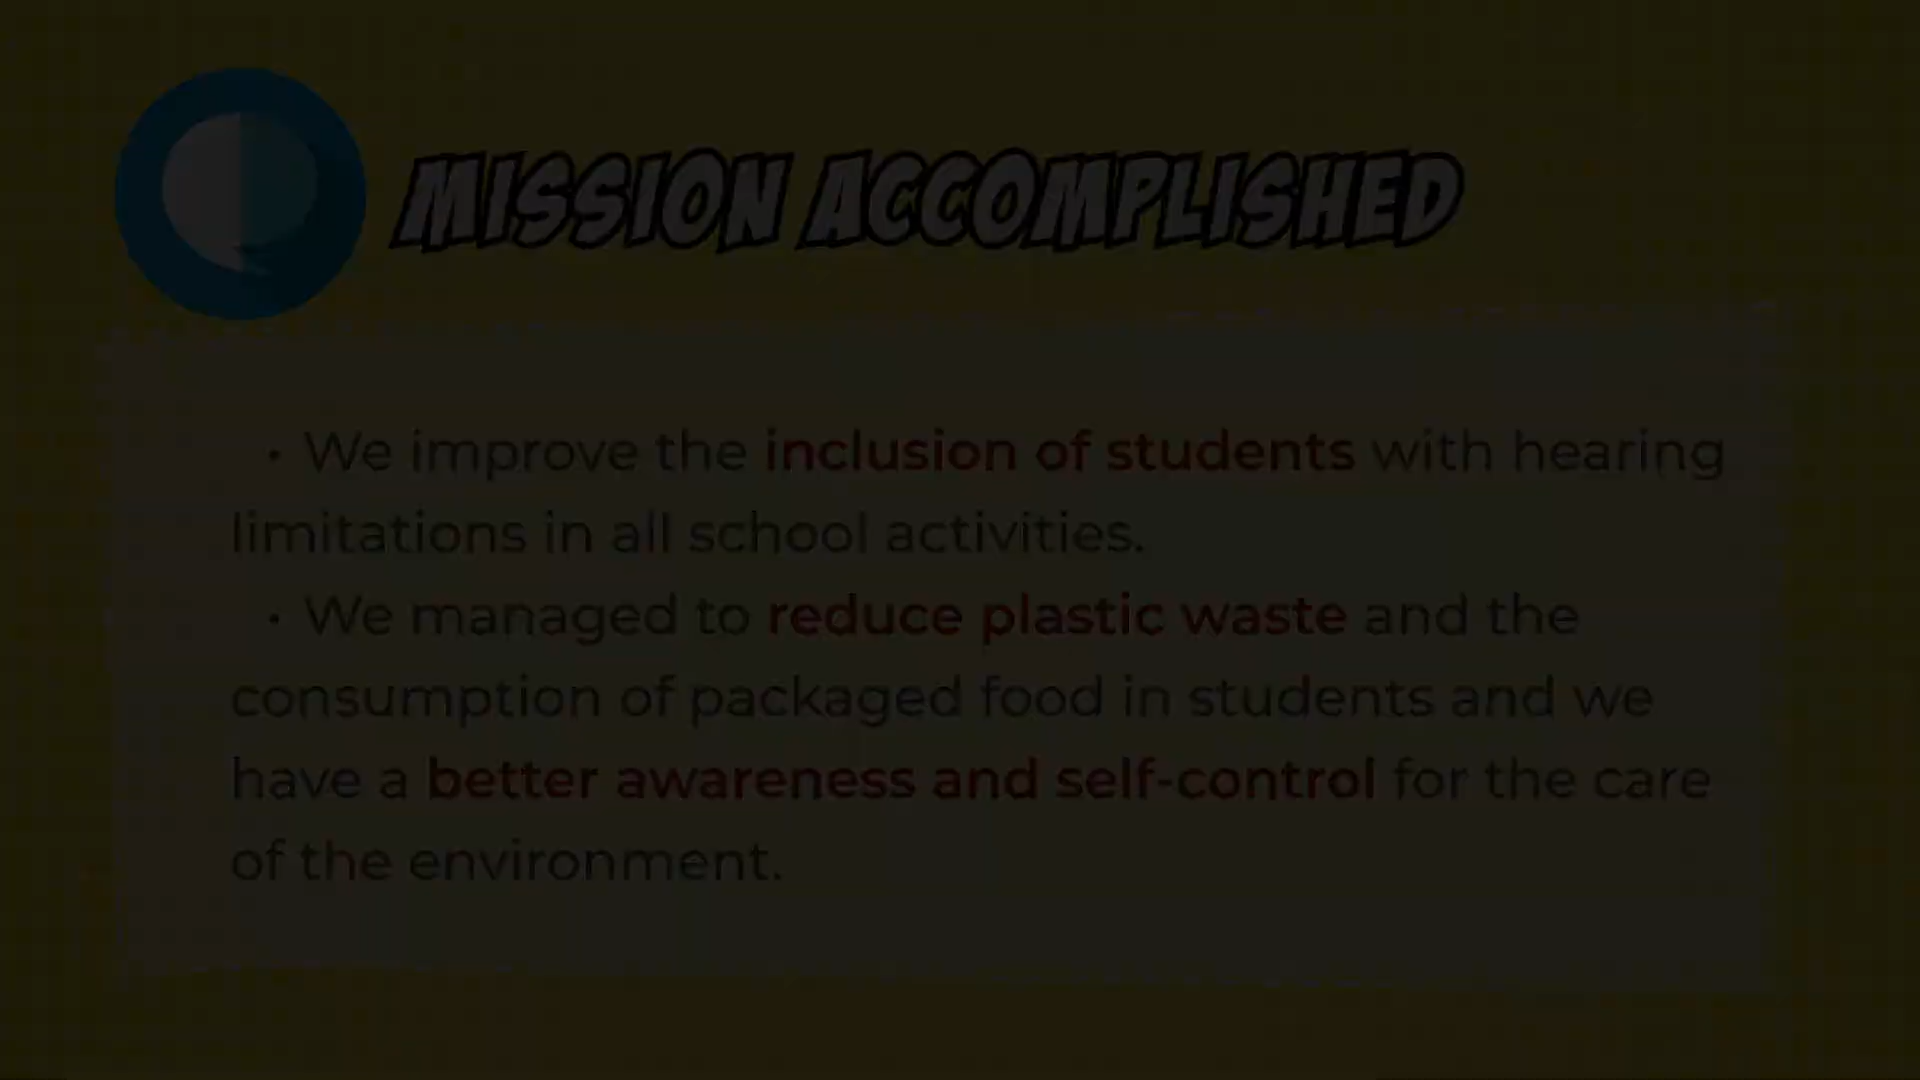 MISSION ACCOMPLISHED
• We improve the inclusion of students with hearing
limitations in all school activities.
• We managed to reduce plastic waste and the
consumption of packaged food in students and we
have a better awareness and self-control for the care
of the environment.